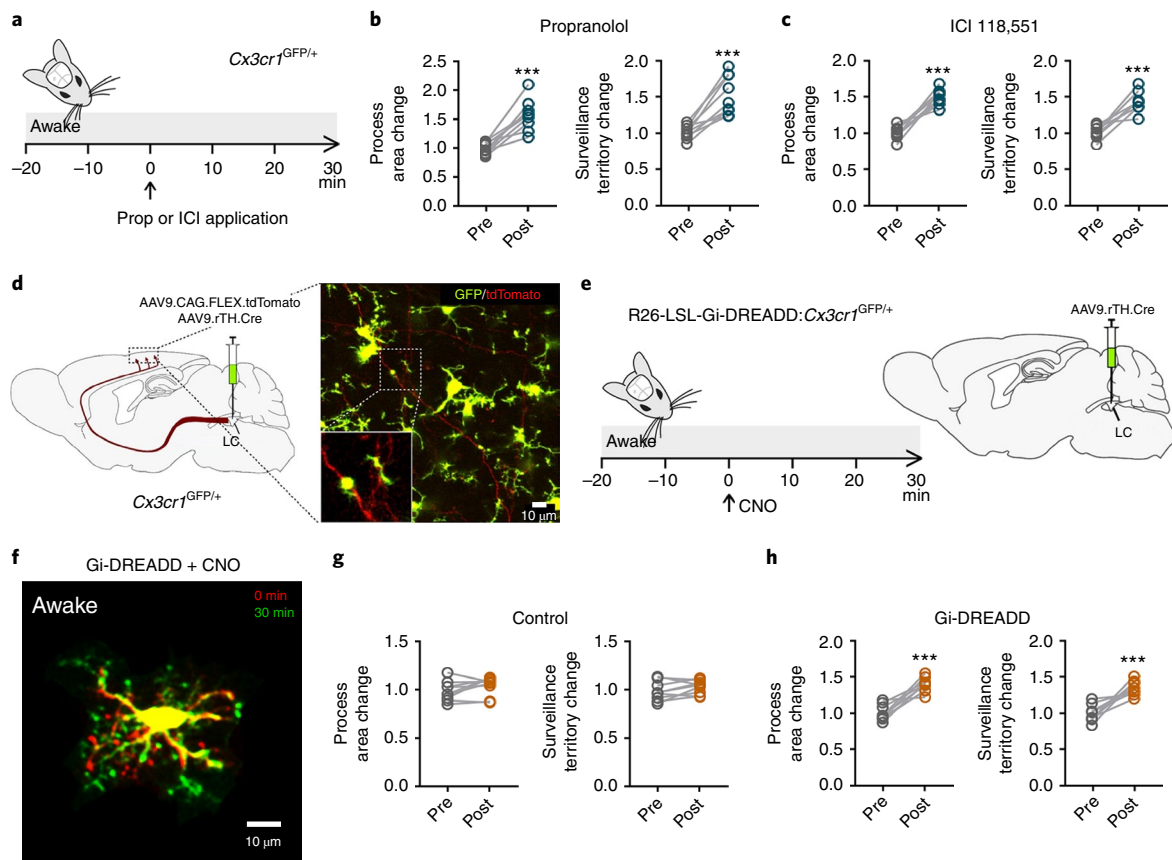 a
Cx3cr1GFP/+
Awake
–20 –10 0 10 20 30
min
Prop or ICI application
b
Propranolol
Process
area change
2.5
2.0
1.5
1.0
0.5
0.0
***
Pre Post
Surveillance
territory change
2.0
1.5
1.0
0.5
0.0
***
Pre Post
c
ICI 118,551
Process
area change
2.0
1.5
1.0
0.5
0.0
***
Pre Post
Surveillance
territory change
2.0
1.5
1.0
0.5
0.0
***
Pre Post
d
AAV9.CAG.FLEX.tdTomato
AAV9.rTH.Cre
LC
Cx3cr1GFP/+
GFP/tdTomato
10 μm
e
R26-LSL-Gi-DREADD:Cx3cr1GFP/+
Awake
–20 –10 0 10 20 30
min
CNO
AAV9.rTH.Cre
LC
f
Gi-DREADD + CNO
Awake
0 min
30 min
10 μm
g
Control
Process
area change
1.5
1.0
0.5
0.0
Pre Post
Surveillance
territory change
1.5
1.0
0.5
0.0
Pre Post
h
Gi-DREADD
Process
area change
2.0
1.5
1.0
0.5
0.0
***
Pre Post
Surveillance
territory change
2.0
1.5
1.0
0.5
0.0
***
Pre Post